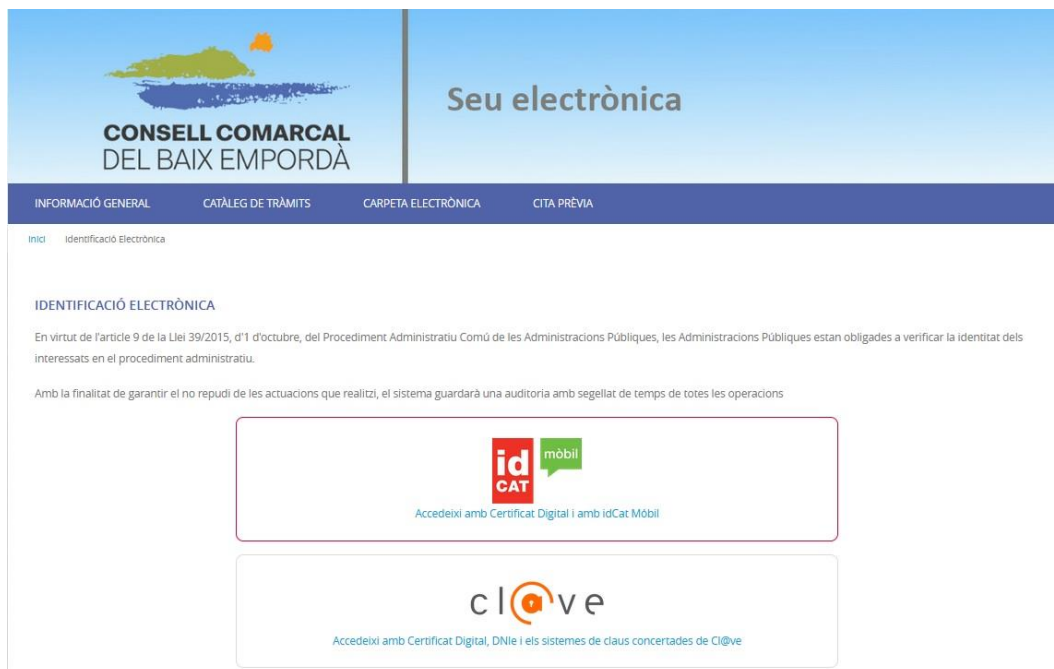 CONSELL COMARCAL
DEL BAIX EMPORDÀ
Seu electrònica
INFORMACIÓ GENERAL CATÀLEG DE TRÀMITS CARPETA ELECTRÒNICA CITA PRÈVIA
Inici Identificació Electrònica
IDENTIFICACIÓ ELECTRÒNICA
En virtut de l'article 9 de la Llei 39/2015, d'1 d'octubre, del Procediment Administratiu Comú de les Administracions Públiques, les Administracions Públiques estan obligades a verificar la identitat dels
interessats en el procediment administratiu.
Amb la finalitat de garantir el no repudi de les actuacions que realitzi, el sistema guardarà una auditoria amb segellat de temps de totes les operacions
id mòbil
CAT
Accedeixi amb Certificat Digital i amb idCat Mòbil
cl@ve
Accedeixi amb Certificat Digital, DNIe i els sistemes de claus concertades de Cl@ve